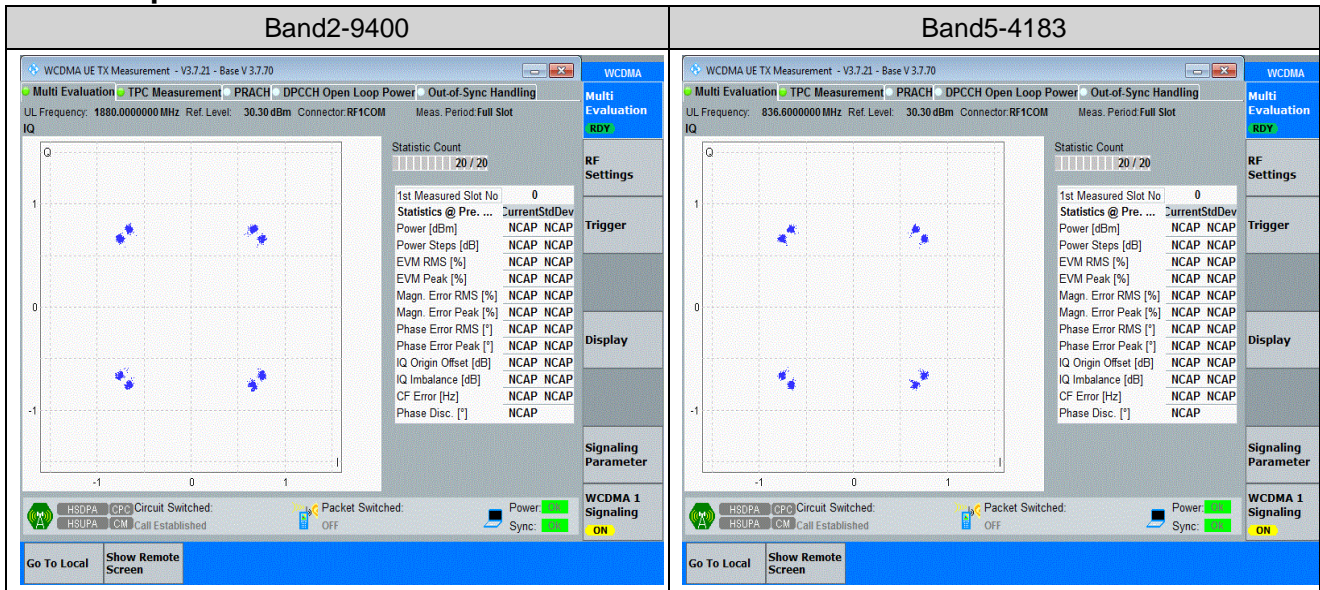 Band2-9400
WCDMA UE TX Measurement - V3.7.21 - Base V 3.7.70
WCDMA
Multi Evaluation TPC Measurement PRACH DPCCH Open Loop Power Out-of-Sync Handling
Multi
Evaluation
RDY
UL Frequency: 1880.0000000 MHz Ref. Level: 30.30 dBm Connector:RF1COM Meas. Period:Full Slot
IQ
Q
1
0
-1
-1 0 1
I
Statistic Count
20 / 20
1st Measured Slot No 0
Statistics @ Pre. ... CurrentStdDev
Power [dBm] NCAP NCAP
Power Steps [dB] NCAP NCAP
EVM RMS [%] NCAP NCAP
EVM Peak [%] NCAP NCAP
Magn. Error RMS [%] NCAP NCAP
Magn. Error Peak [%] NCAP NCAP
Phase Error RMS [°] NCAP NCAP
Phase Error Peak [°] NCAP NCAP
IQ Origin Offset [dB] NCAP NCAP
IQ Imbalance [dB] NCAP NCAP
CF Error [Hz] NCAP NCAP
Phase Disc. [°] NCAP
RF
Settings
Trigger
Display
Signaling
Parameter
WCDMA 1
Signaling
ON
HSDPA CPC Circuit Switched: Packet Switched: Power: OK
HSUPA CM Call Established OFF Sync: OK
Go To Local
Show Remote
Screen
Band5-4183
WCDMA UE TX Measurement - V3.7.21 - Base V 3.7.70
WCDMA
Multi Evaluation TPC Measurement PRACH DPCCH Open Loop Power Out-of-Sync Handling
Multi
Evaluation
RDY
UL Frequency: 836.6000000 MHz Ref. Level: 30.30 dBm Connector:RF1COM Meas. Period:Full Slot
IQ
Q
1
0
-1
-1 0 1
I
Statistic Count
20 / 20
1st Measured Slot No 0
Statistics @ Pre. ... CurrentStdDev
Power [dBm] NCAP NCAP
Power Steps [dB] NCAP NCAP
EVM RMS [%] NCAP NCAP
EVM Peak [%] NCAP NCAP
Magn. Error RMS [%] NCAP NCAP
Magn. Error Peak [%] NCAP NCAP
Phase Error RMS [°] NCAP NCAP
Phase Error Peak [°] NCAP NCAP
IQ Origin Offset [dB] NCAP NCAP
IQ Imbalance [dB] NCAP NCAP
CF Error [Hz] NCAP NCAP
Phase Disc. [°] NCAP
RF
Settings
Trigger
Display
Signaling
Parameter
WCDMA 1
Signaling
ON
HSDPA CPC Circuit Switched: Packet Switched: Power: OK
HSUPA CM Call Established OFF Sync: OK
Go To Local
Show Remote
Screen